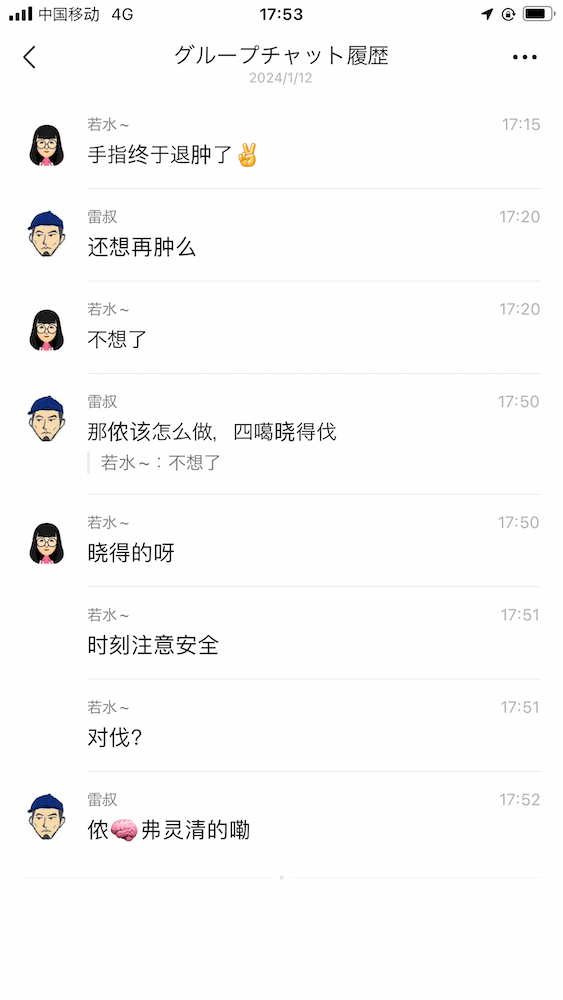 中国移动 4G 17:53
グループチャット履歴
2024/1/12
若水~ 17:15
手指终于退肿了✌️
雷叔 17:20
还想再肿么
若水~ 17:20
不想了
雷叔 17:50
那侬该怎么做，四噶晓得伐
若水~：不想了
若水~ 17:50
晓得的呀
若水~ 17:51
时刻注意安全
若水~ 17:51
对伐?
雷叔 17:52
侬🧠弗灵清的嘞